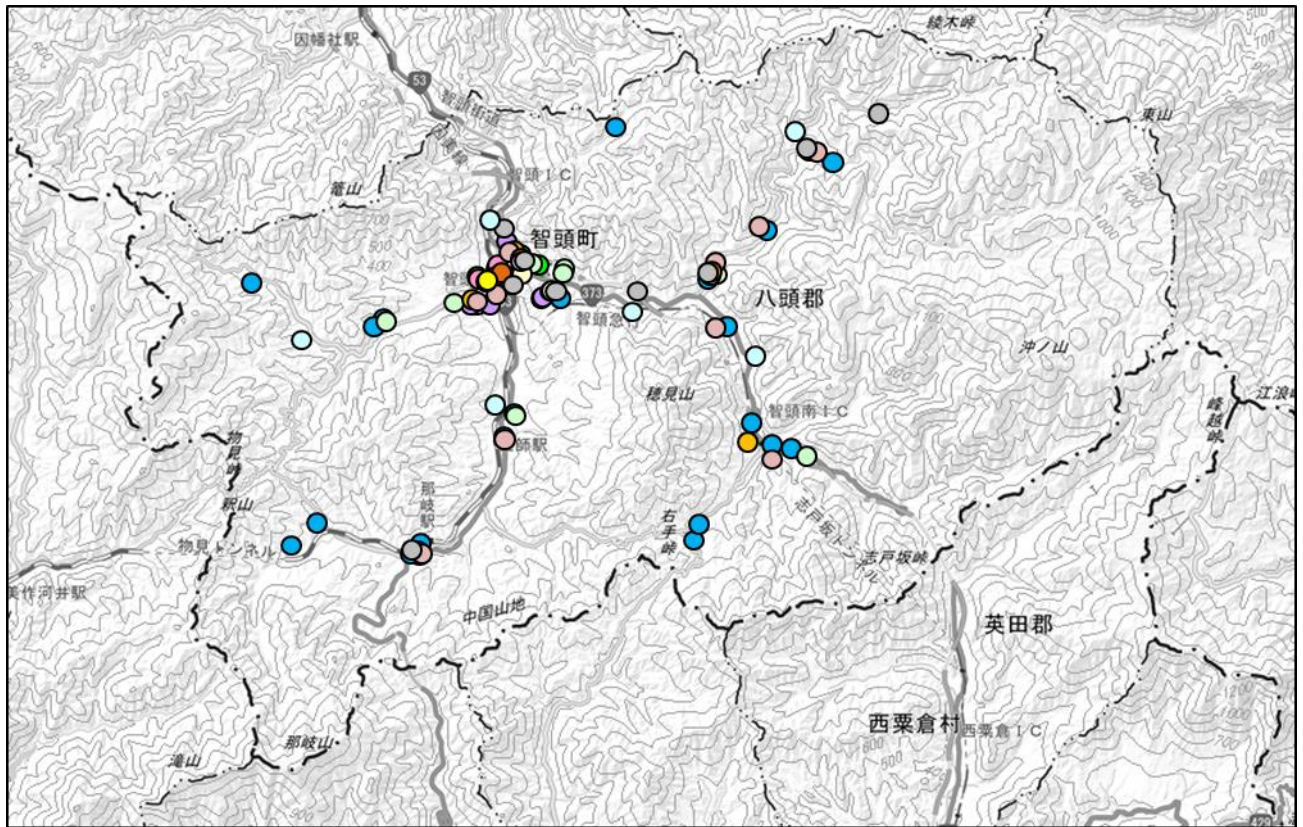 綾木峠
因幡社駅
53
智頭街道
東山
智頭IC
篭山
智頭町
373
八頭郡
智頭急行
沖ノ山
穂見山
江浪峠
峰越峠
智頭南IC
物見峠
那岐駅
釈山
右手峠
物見トンネル
志戸坂トンネル
志戸坂峠
美作河井駅
中国山地
英田郡
西粟倉村
西粟倉IC
那岐山
滝山
429